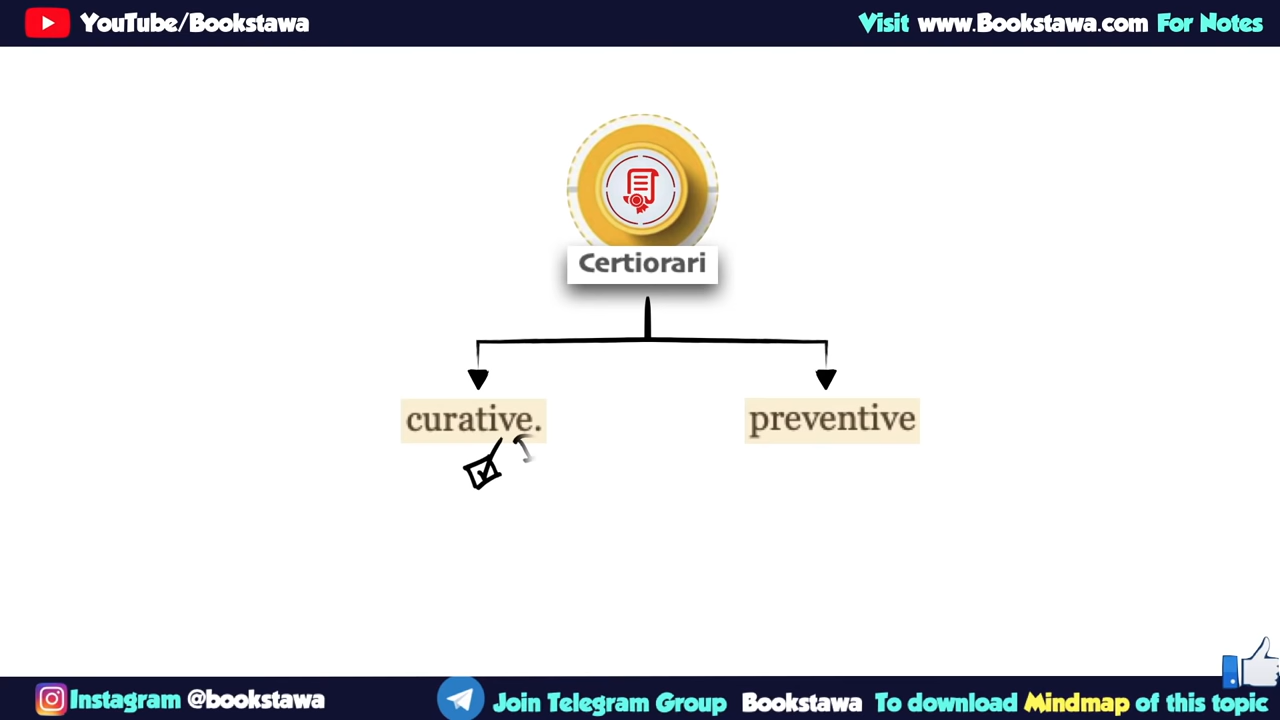 YouTube/Bookstawa
Visit www.Bookstawa.com For Notes
Certiorari
curative.
preventive
Instagram @bookstawa
Join Telegram Group Bookstawa To download Mindmap of this topic